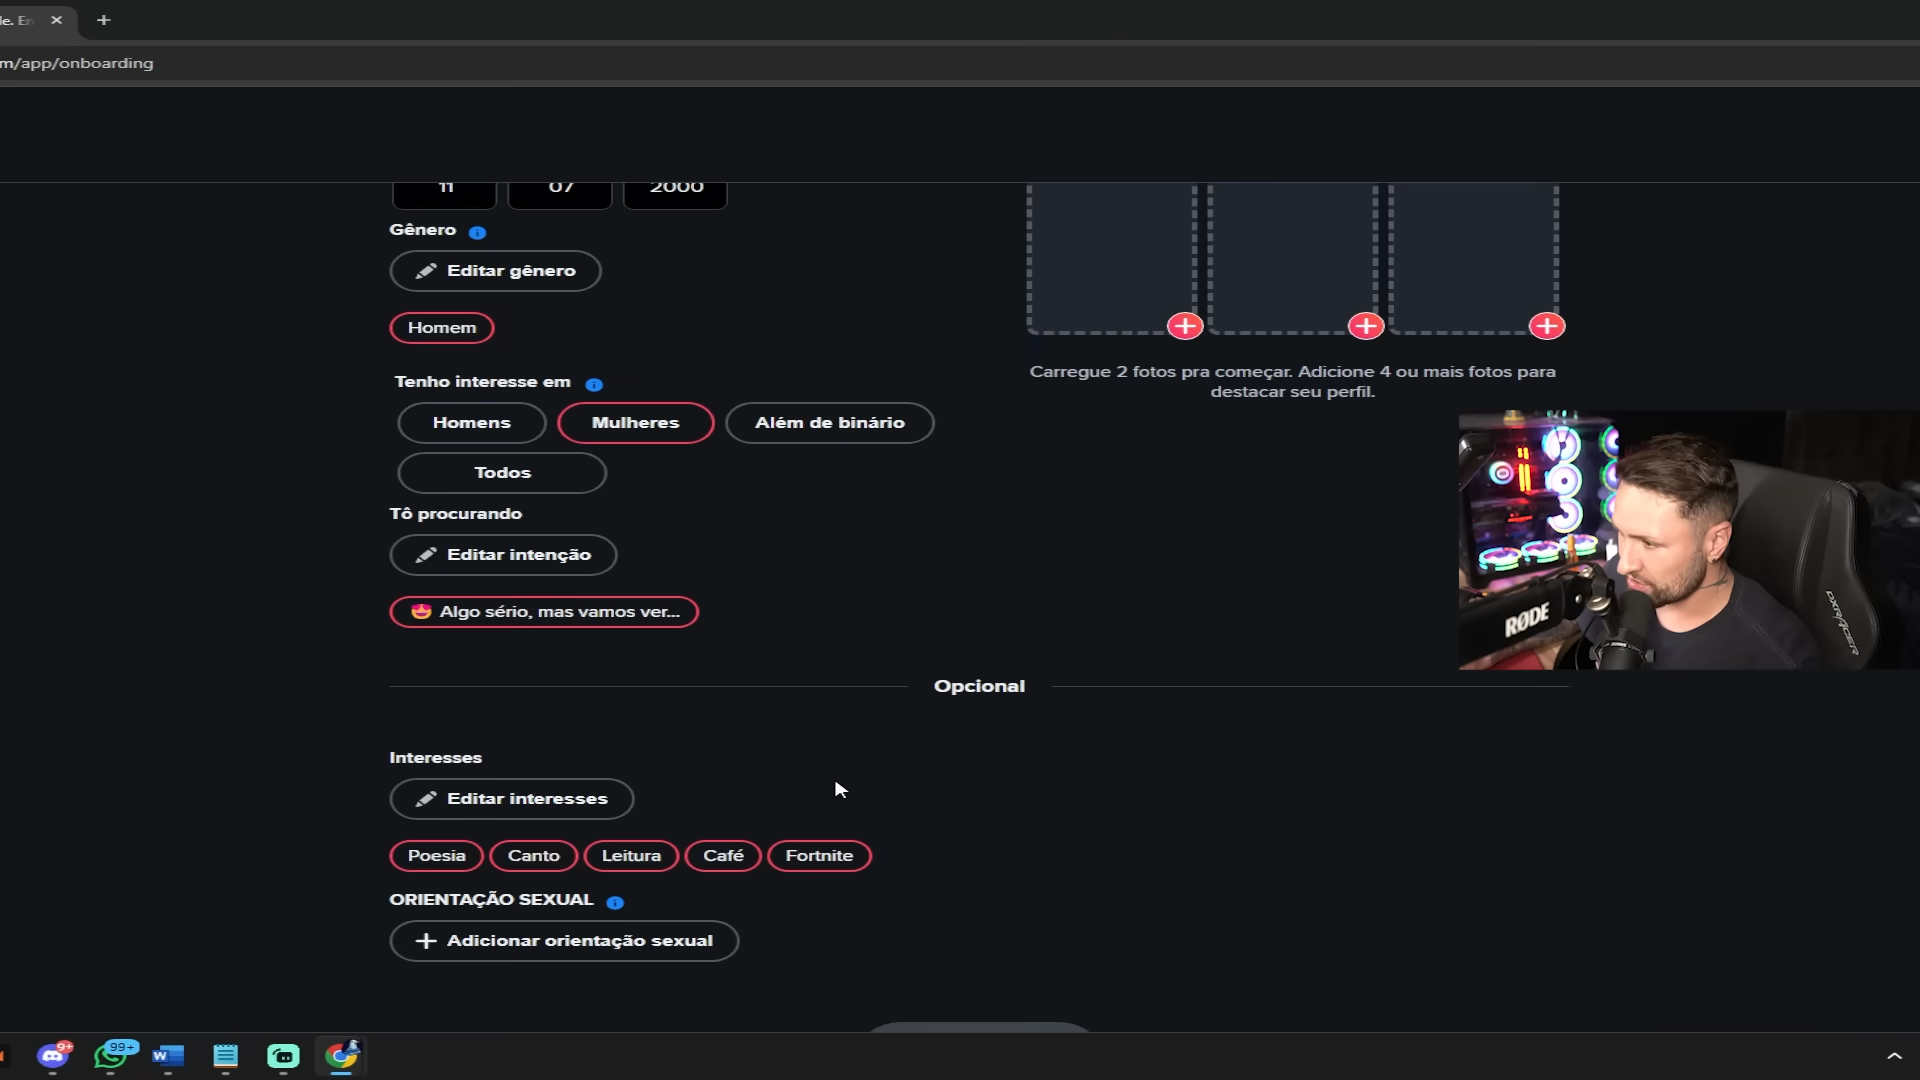 m/app/onboarding
11 07 2000
Gênero
Editar gênero
Homem
Tenho interesse em
Homens Mulheres Além de binário
Todos
Tô procurando
Editar intenção
Algo sério, mas vamos ver...
Carregue 2 fotos pra começar. Adicione 4 ou mais fotos para
destacar seu perfil.
RØDE
DXRACER
Opcional
Interesses
Editar interesses
Poesia Canto Leitura Café Fortnite
ORIENTAÇÃO SEXUAL
Adicionar orientação sexual
9+ 99+ W